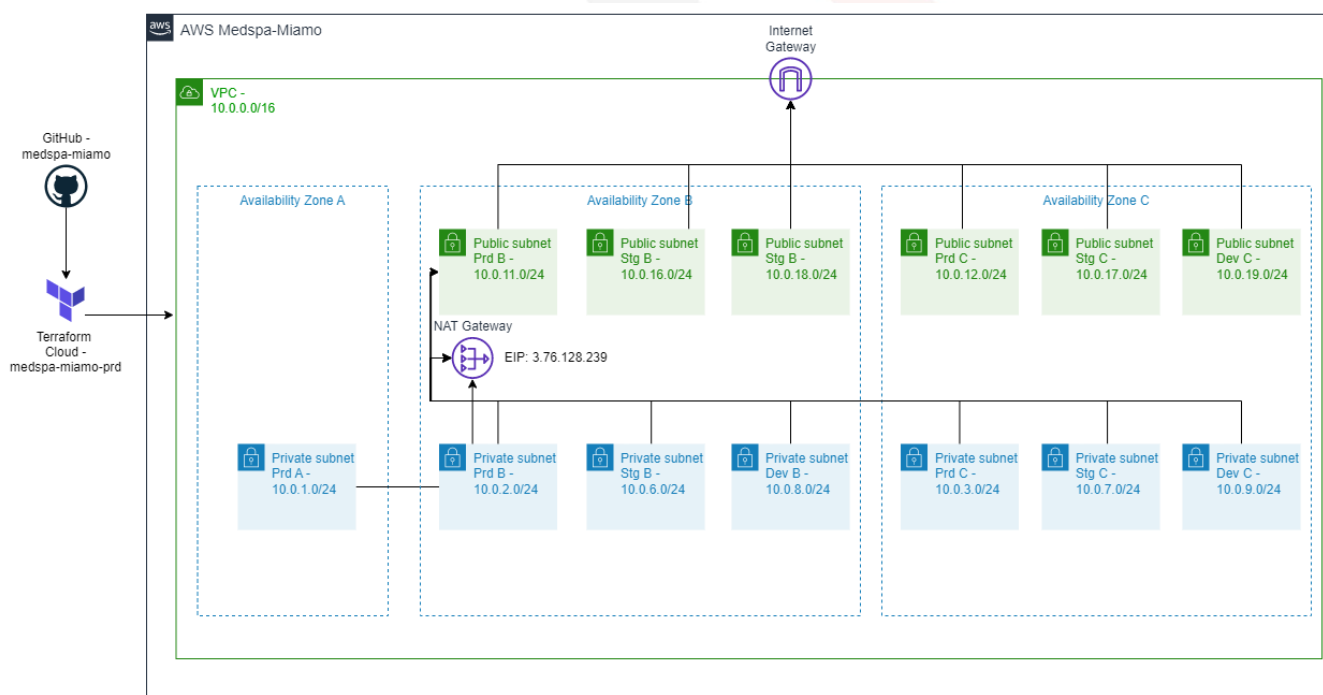 aws
AWS Medspa-Miamo
Internet
Gateway
VPC -
10.0.0.0/16
GitHub -
medspa-miamo
Availability Zone A
Availability Zone B
Availability Zone C
Public subnet
Prd B -
10.0.11.0/24
Public subnet
Stg B -
10.0.16.0/24
Public subnet
Stg B -
10.0.18.0/24
Public subnet
Prd C -
10.0.12.0/24
Public subnet
Stg C -
10.0.17.0/24
Public subnet
Dev C -
10.0.19.0/24
Terraform
Cloud -
medspa-miamo-prd
NAT Gateway
EIP: 3.76.128.239
Private subnet
Prd A -
10.0.1.0/24
Private subnet
Prd B -
10.0.2.0/24
Private subnet
Stg B -
10.0.6.0/24
Private subnet
Dev B -
10.0.8.0/24
Private subnet
Prd C -
10.0.3.0/24
Private subnet
Stg C -
10.0.7.0/24
Private subnet
Dev C -
10.0.9.0/24